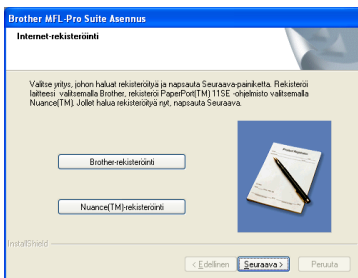 Brother MFL-Pro Suite Asennus
Internet-rekisteröinti
Valitse yritys, johon haluat rekisteröityä ja napsauta Seuraava-painiketta. Rekisteröi
laitteesi valitsemalla Brother, rekisteröi PaperPort(TM) 11SE -ohjelmisto valitsemalla
Nuance(TM). Jollet halua rekisteröityä nyt, napsauta Seuraava.
Product Registration
Brother-rekisteröinti
Nuance(TM)-rekisteröinti
InstallShield
< Edellinen Seuraava > Peruuta